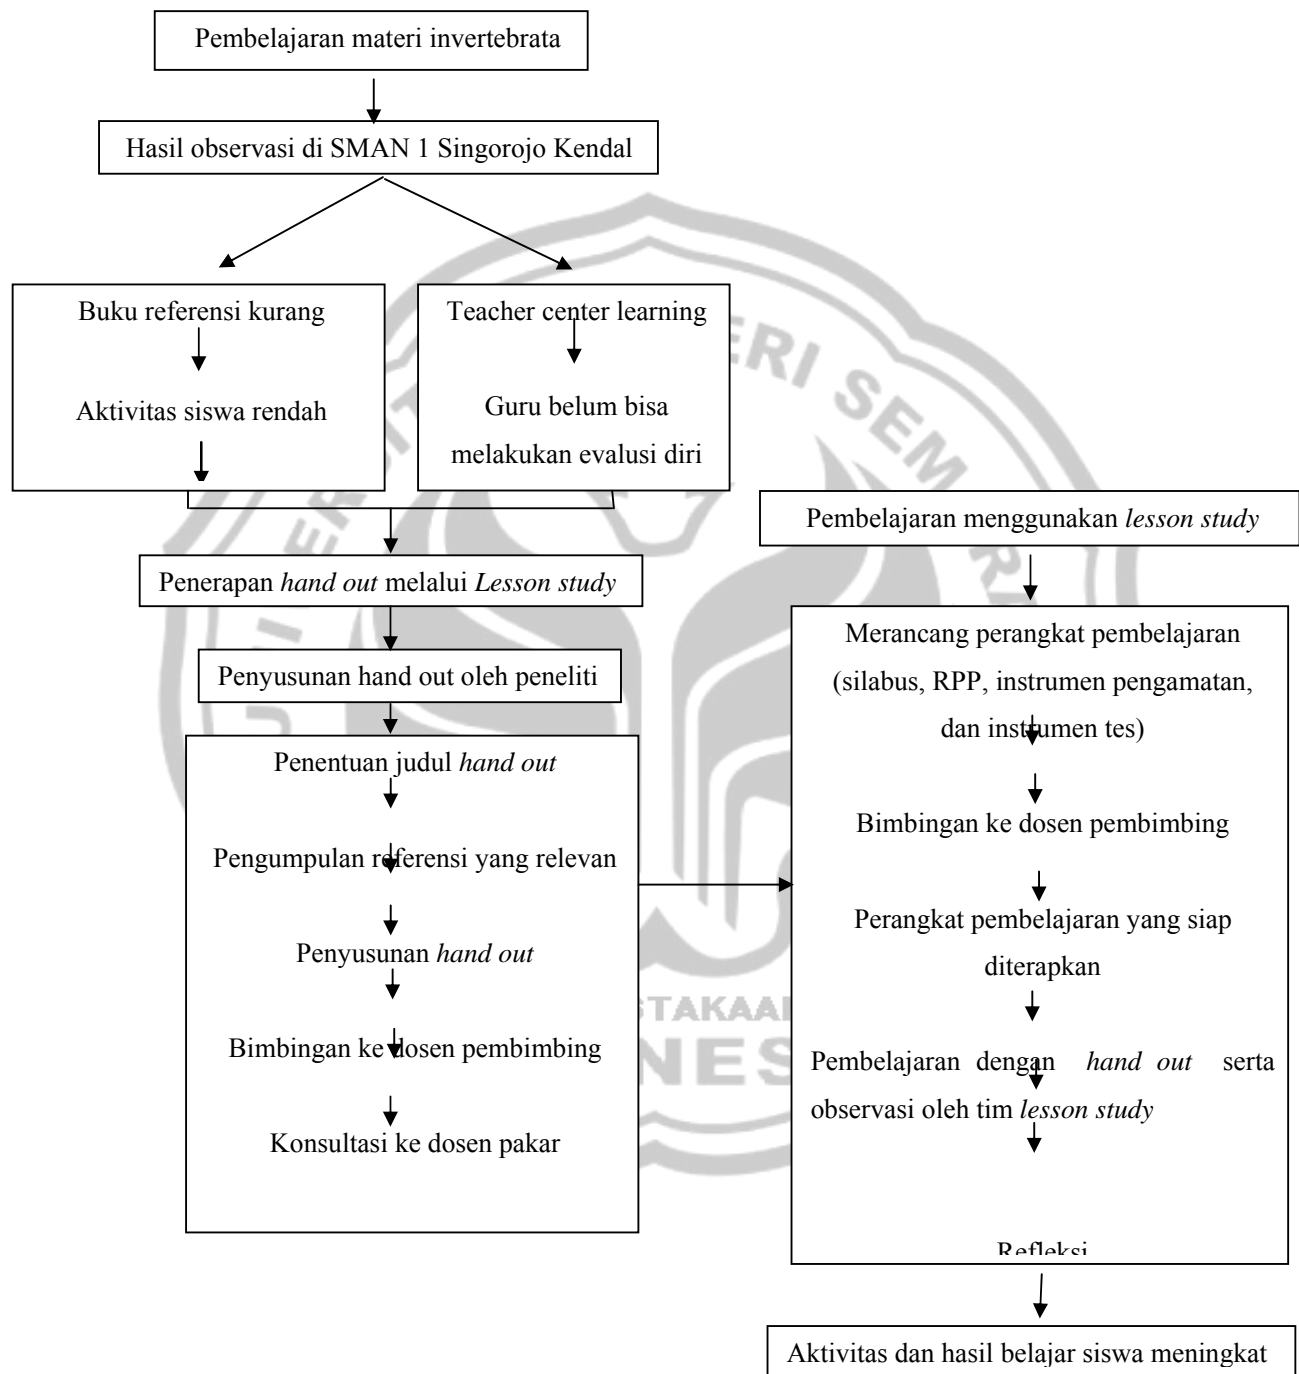 Pembelajaran materi invertebrata
Hasil observasi di SMAN 1 Singorojo Kendal
Buku referensi kurang
Aktivitas siswa rendah
Teacher center learning
Guru belum bisa
melakukan evalusi diri
Penerapan hand out melalui Lesson study
Penyusunan hand out oleh peneliti
Penentuan judul hand out
Pengumpulan referensi yang relevan
Penyusunan hand out
Bimbingan ke dosen pembimbing
Konsultasi ke dosen pakar
Pembelajaran menggunakan lesson study
Merancang perangkat pembelajaran
(silabus, RPP, instrumen pengamatan,
dan instrumen tes)
Bimbingan ke dosen pembimbing
Perangkat pembelajaran yang siap
diterapkan
Pembelajaran dengan hand out serta
observasi oleh tim lesson study
Refleksi
Aktivitas dan hasil belajar siswa meningkat